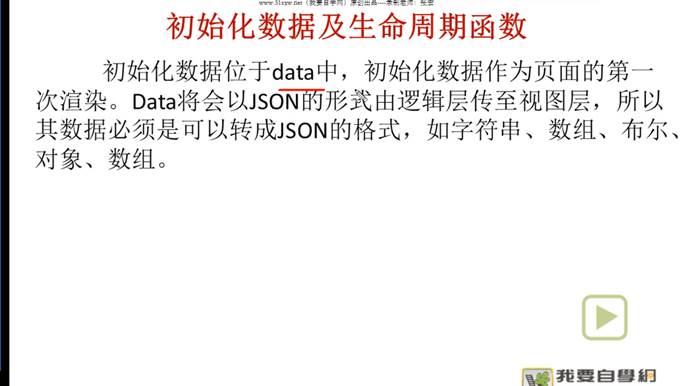 www.51zxw.net (我要自学网) 原创出品----录制老师: 张宏
初始化数据及生命周期函数
初始化数据位于data中，初始化数据作为页面的第一
次渲染。Data将会以JSON的形式由逻辑层传至视图层，所以
其数据必须是可以转成JSON的格式，如字符串、数组、布尔、
对象、数组。
我要自學網